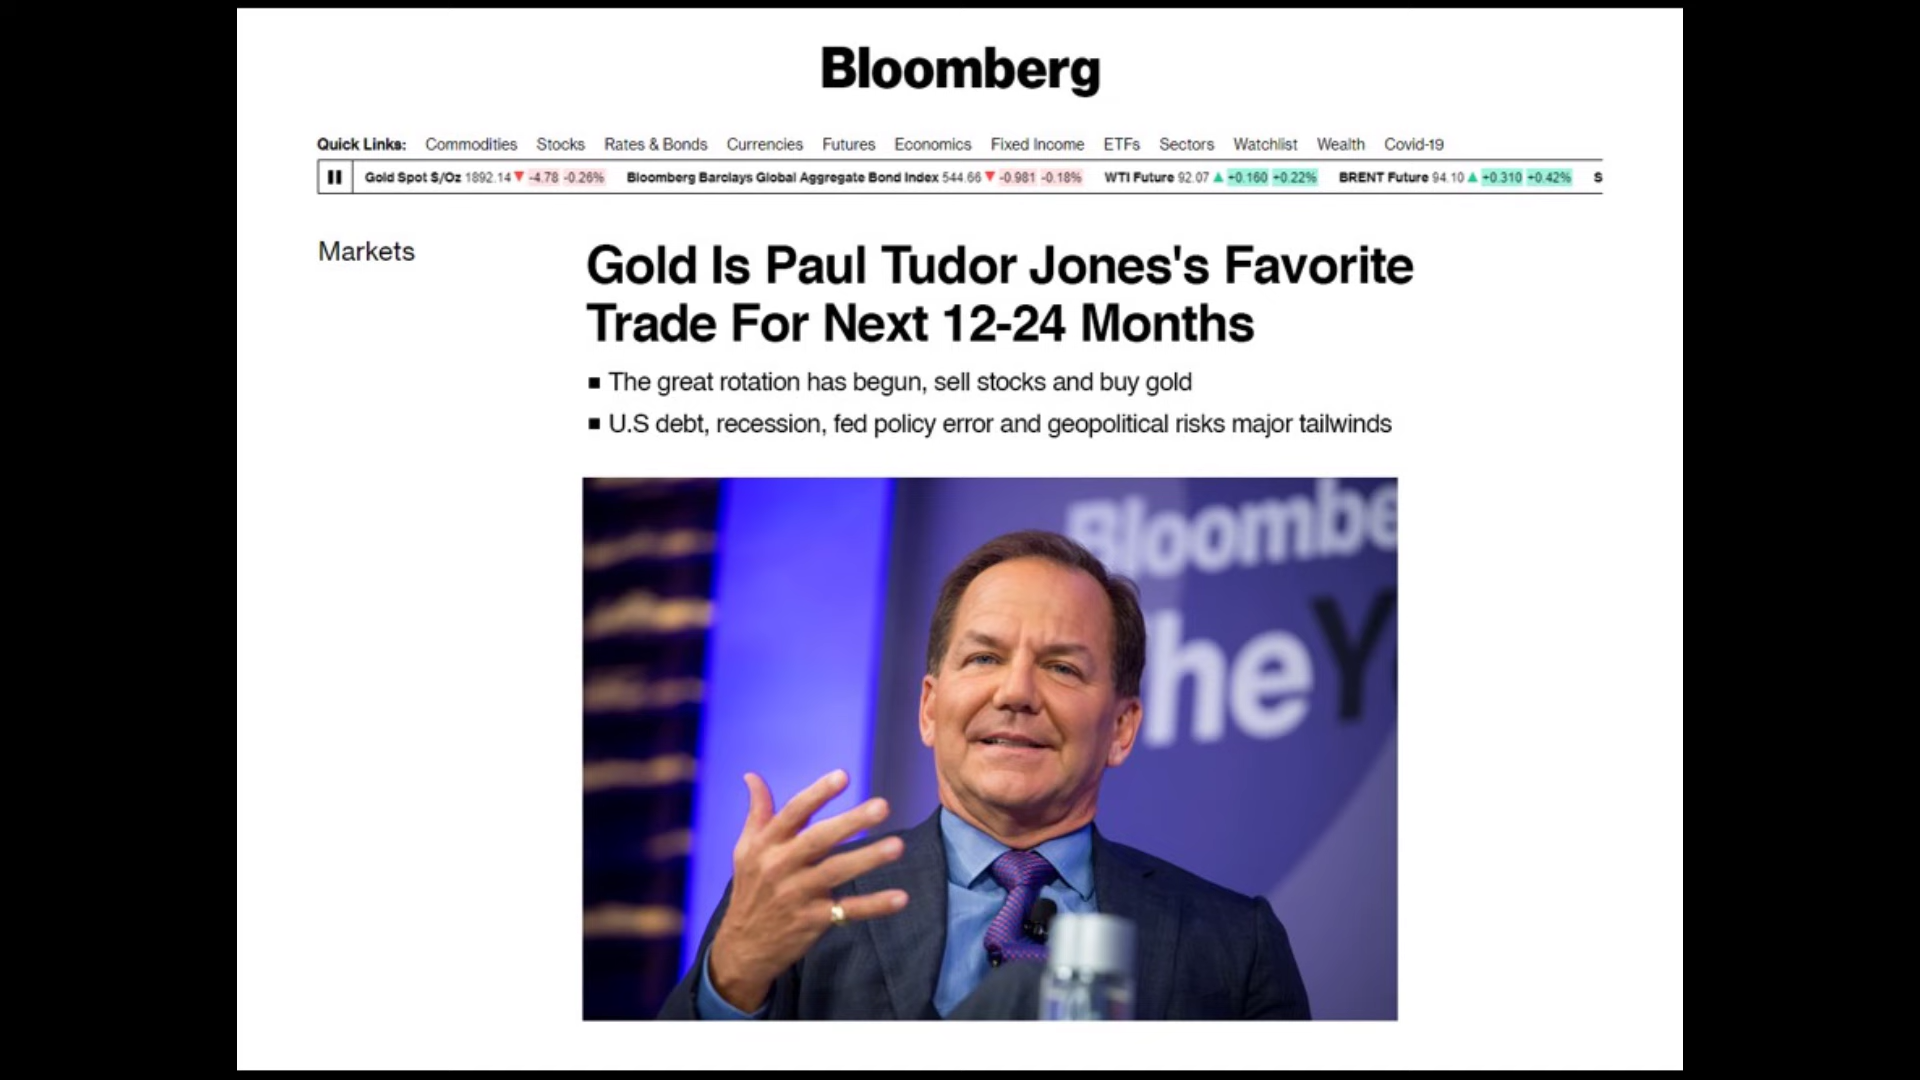 Bloomberg
Quick Links: Commodities Stocks Rates & Bonds Currencies Futures Economics Fixed Income ETFs Sectors Watchlist Wealth Covid-19
Gold Spot $/Oz 1892.14 ▼ -4.78 -0.26% Bloomberg Barclays Global Aggregate Bond Index 544.66 ▼ -0.981 -0.18% WTI Future 92.07 ▲ +0.160 +0.22% BRENT Future 94.10 ▲ +0.310 +0.42% S
Markets
Gold Is Paul Tudor Jones's Favorite
Trade For Next 12-24 Months
■ The great rotation has begun, sell stocks and buy gold
■ U.S debt, recession, fed policy error and geopolitical risks major tailwinds
Bloombe
he Y